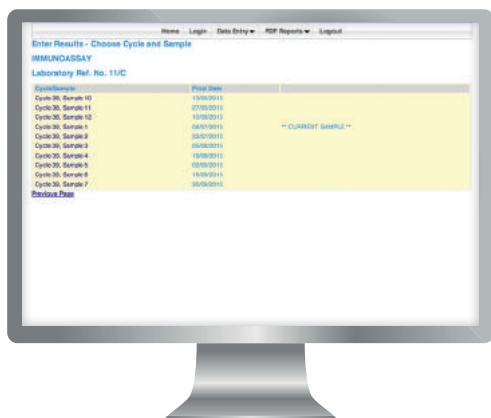 Home Login Data Entry PDF Reports Logout
Enter Results - Choose Cycle and Sample
IMMUNOASSAY
Laboratory Ref. No. 11/C
Cycle/Sample Final Date
Cycle 38, Sample 10
Cycle 38, Sample 11
Cycle 38, Sample 12
Cycle 39, Sample 1 ** CURRENT SAMPLE **
Cycle 39, Sample 2
Cycle 39, Sample 3
Cycle 39, Sample 4
Cycle 39, Sample 5
Cycle 39, Sample 6
Cycle 39, Sample 7
Previous Page